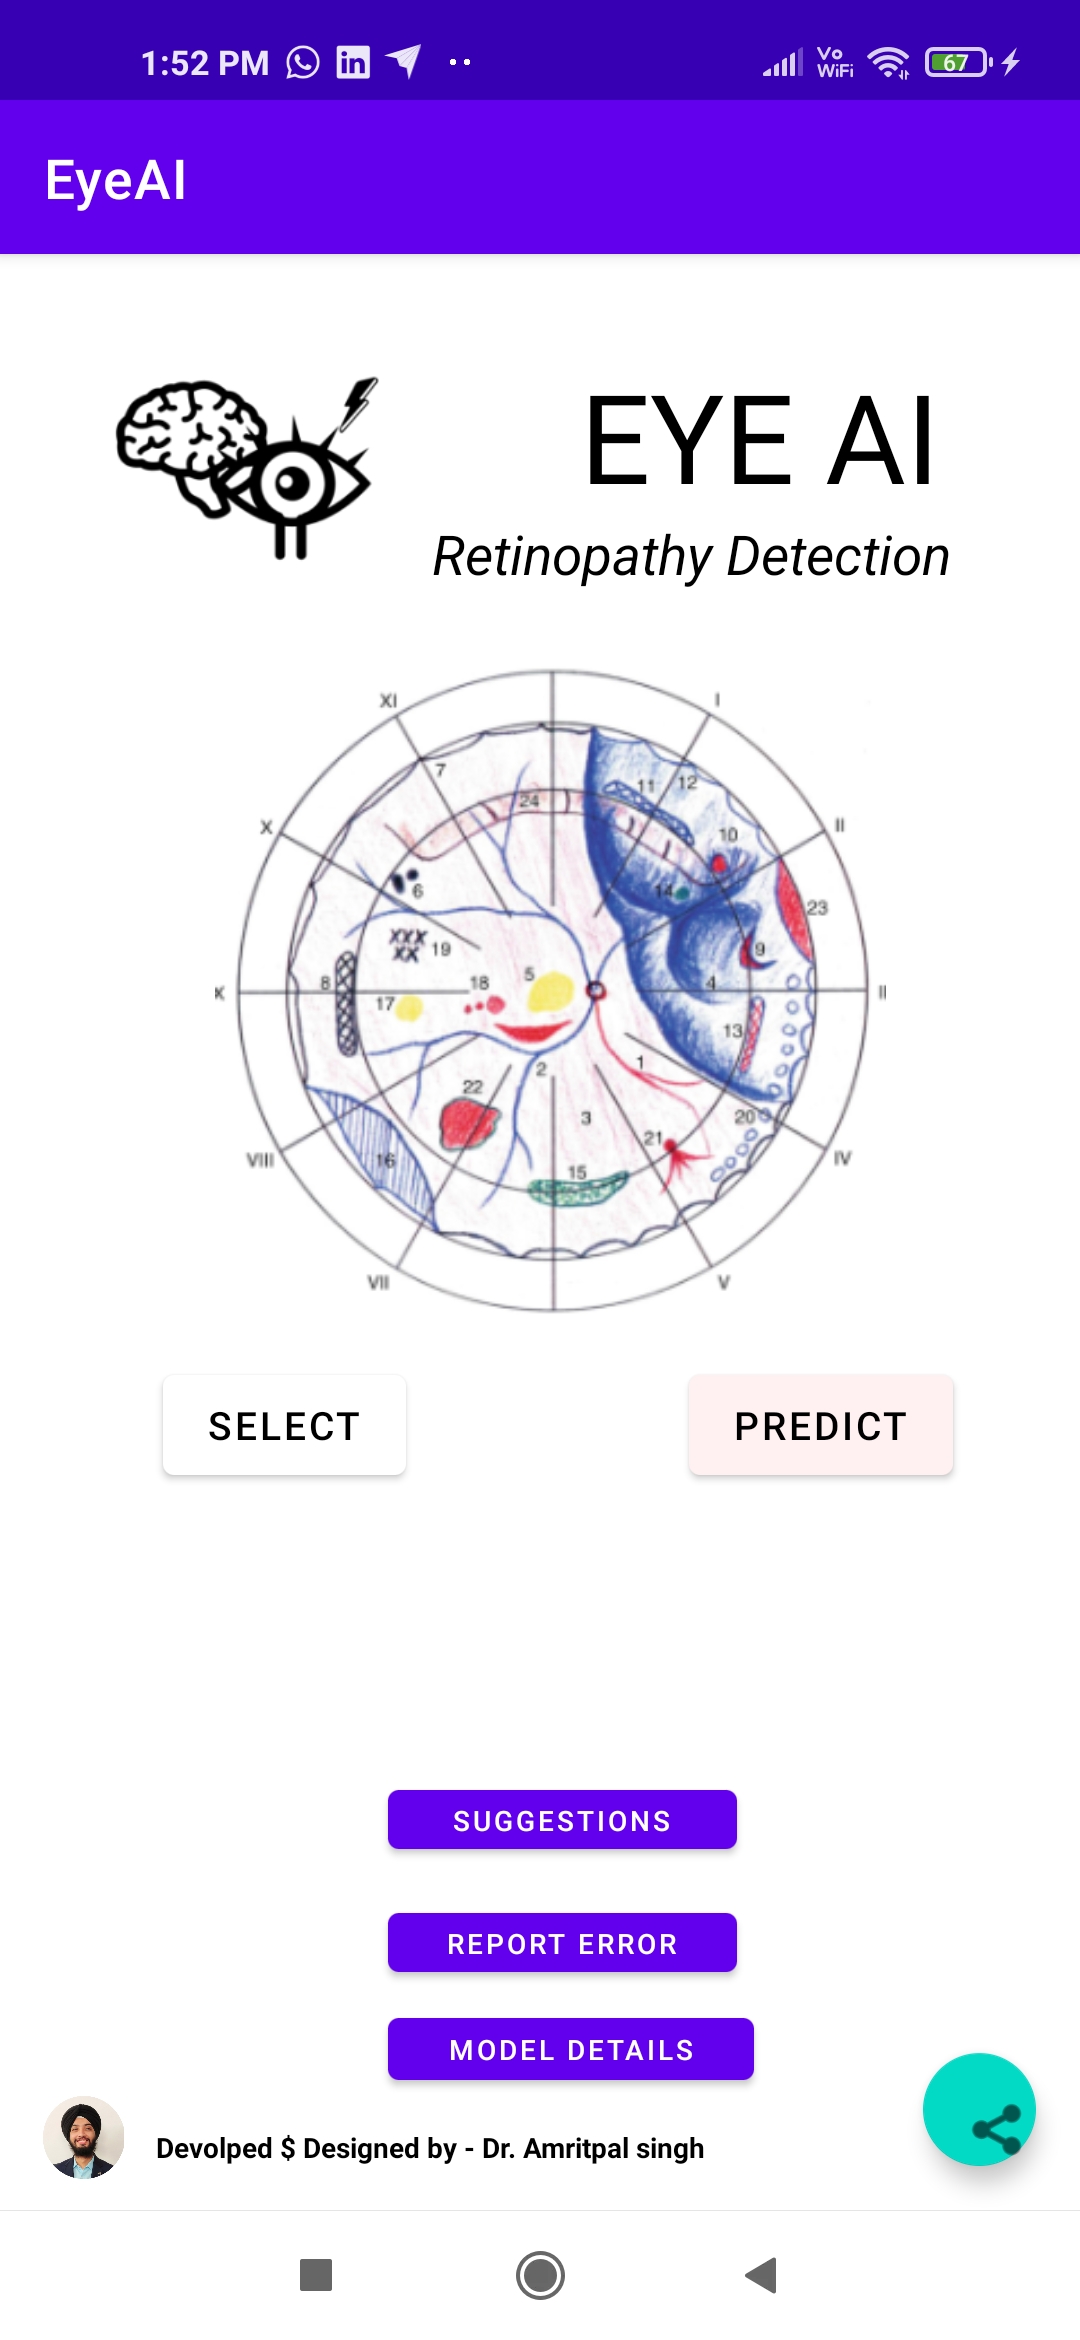 1:52 PM
Vo
WiFi
67
EyeAI
EYE AI
Retinopathy Detection
XI
I
7
24
11
12
X
II
10
6
14
23
XXX
XX
19
9
8
18
5
4
K
II
17
13
2
1
22
3
20
21
VIII
16
IV
15
VII
V
SELECT
PREDICT
SUGGESTIONS
REPORT ERROR
MODEL DETAILS
Devolped $ Designed by - Dr. Amritpal singh